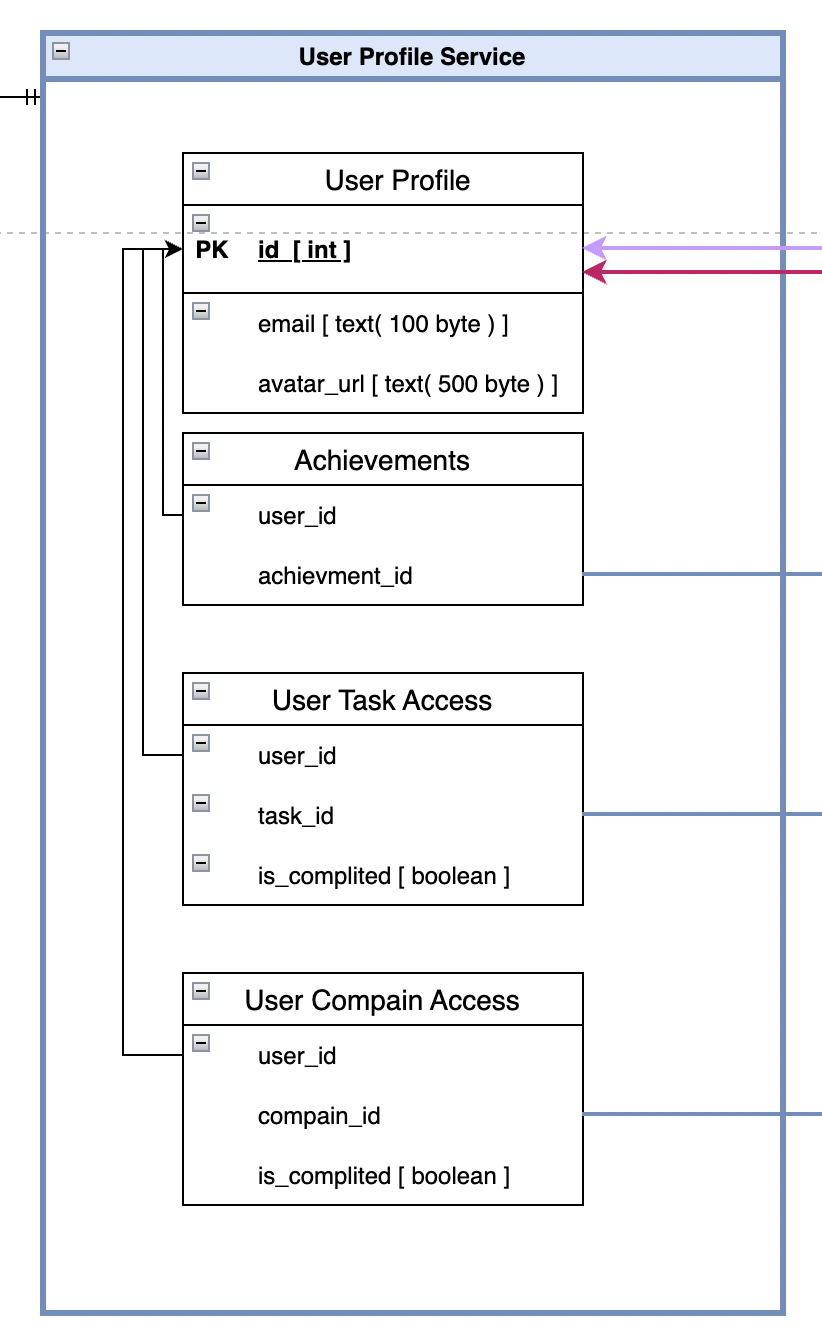 User Profile Service
User Profile
PK id [ int ]
email [ text( 100 byte ) ]
avatar_url [ text( 500 byte ) ]
Achievements
user_id
achievment_id
User Task Access
user_id
task_id
is_complited [ boolean ]
User Compain Access
user_id
compain_id
is_complited [ boolean ]